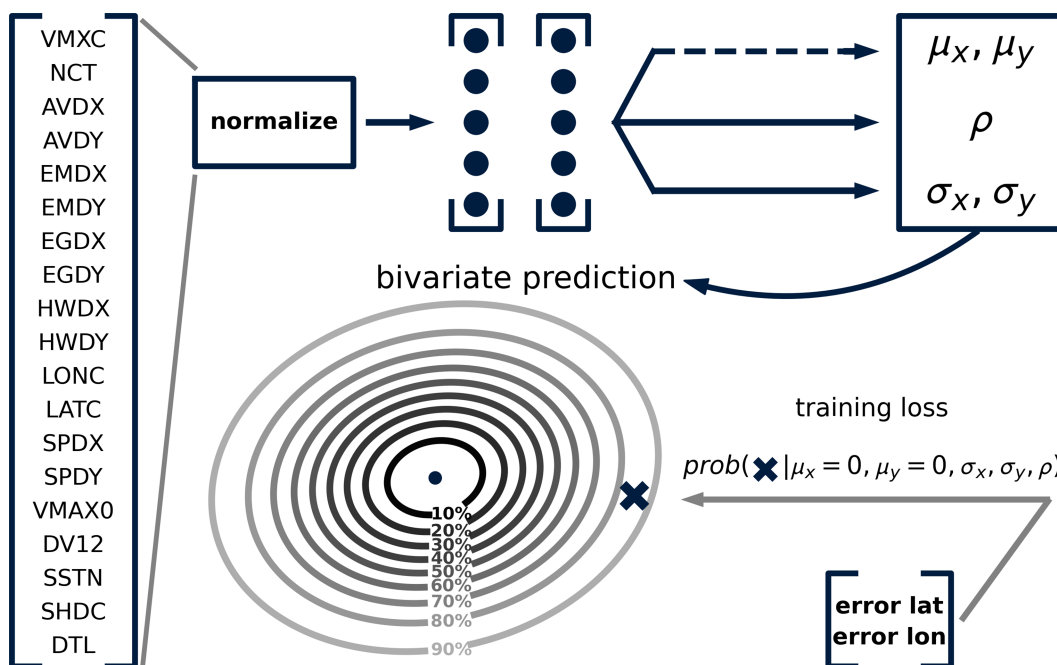 VMXC
NCT
AVDX
AVDY
EMDX
EMDY
EGDX
EGDY
HWDX
HWDY
LONC
LATC
SPDX
SPDY
VMAX0
DV12
SSTN
SHDC
DTL
normalize
μx, μy
ρ
σx, σy
bivariate prediction
10%
20%
30%
40%
50%
60%
70%
80%
90%
training loss
prob(✖|μx = 0, μy = 0, σx, σy, ρ)
error lat
error lon